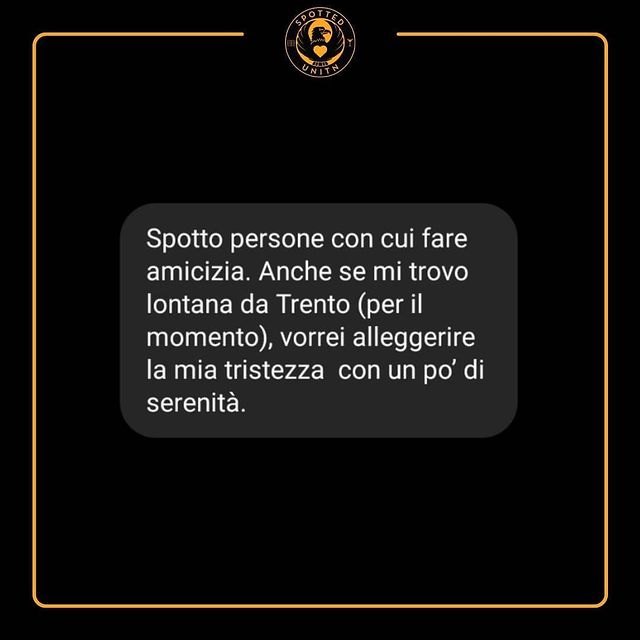 SPOTTED
UNITN
Spotto persone con cui fare
amicizia. Anche se mi trovo
lontana da Trento (per il
momento), vorrei alleggerire
la mia tristezza  con un po’ di
serenità.